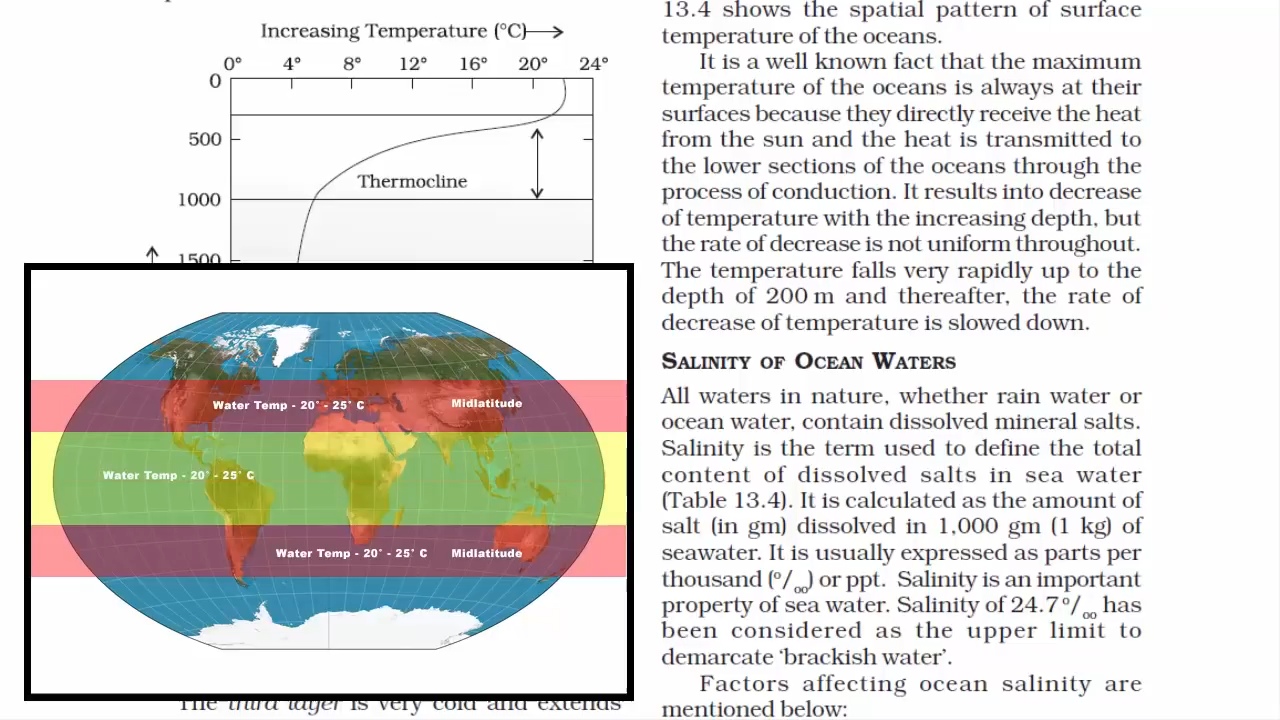 Increasing Temperature (°C)
0° 4° 8° 12° 16° 20° 24°
0
500
Thermocline
1000
1500
Water Temp - 20° - 25° C Midlatitude
Water Temp - 20° - 25° C
Water Temp - 20° - 25° C Midlatitude
The third layer is very cold and extends
13.4 shows the spatial pattern of surface
temperature of the oceans.
It is a well known fact that the maximum
temperature of the oceans is always at their
surfaces because they directly receive the heat
from the sun and the heat is transmitted to
the lower sections of the oceans through the
process of conduction. It results into decrease
of temperature with the increasing depth, but
the rate of decrease is not uniform throughout.
The temperature falls very rapidly up to the
depth of 200 m and thereafter, the rate of
decrease of temperature is slowed down.
SALINITY OF OCEAN WATERS
All waters in nature, whether rain water or
ocean water, contain dissolved mineral salts.
Salinity is the term used to define the total
content of dissolved salts in sea water
(Table 13.4). It is calculated as the amount of
salt (in gm) dissolved in 1,000 gm (1 kg) of
seawater. It is usually expressed as parts per
thousand (o/oo) or ppt. Salinity is an important
property of sea water. Salinity of 24.7 o/oo has
been considered as the upper limit to
demarcate ‘brackish water’.
Factors affecting ocean salinity are
mentioned below: